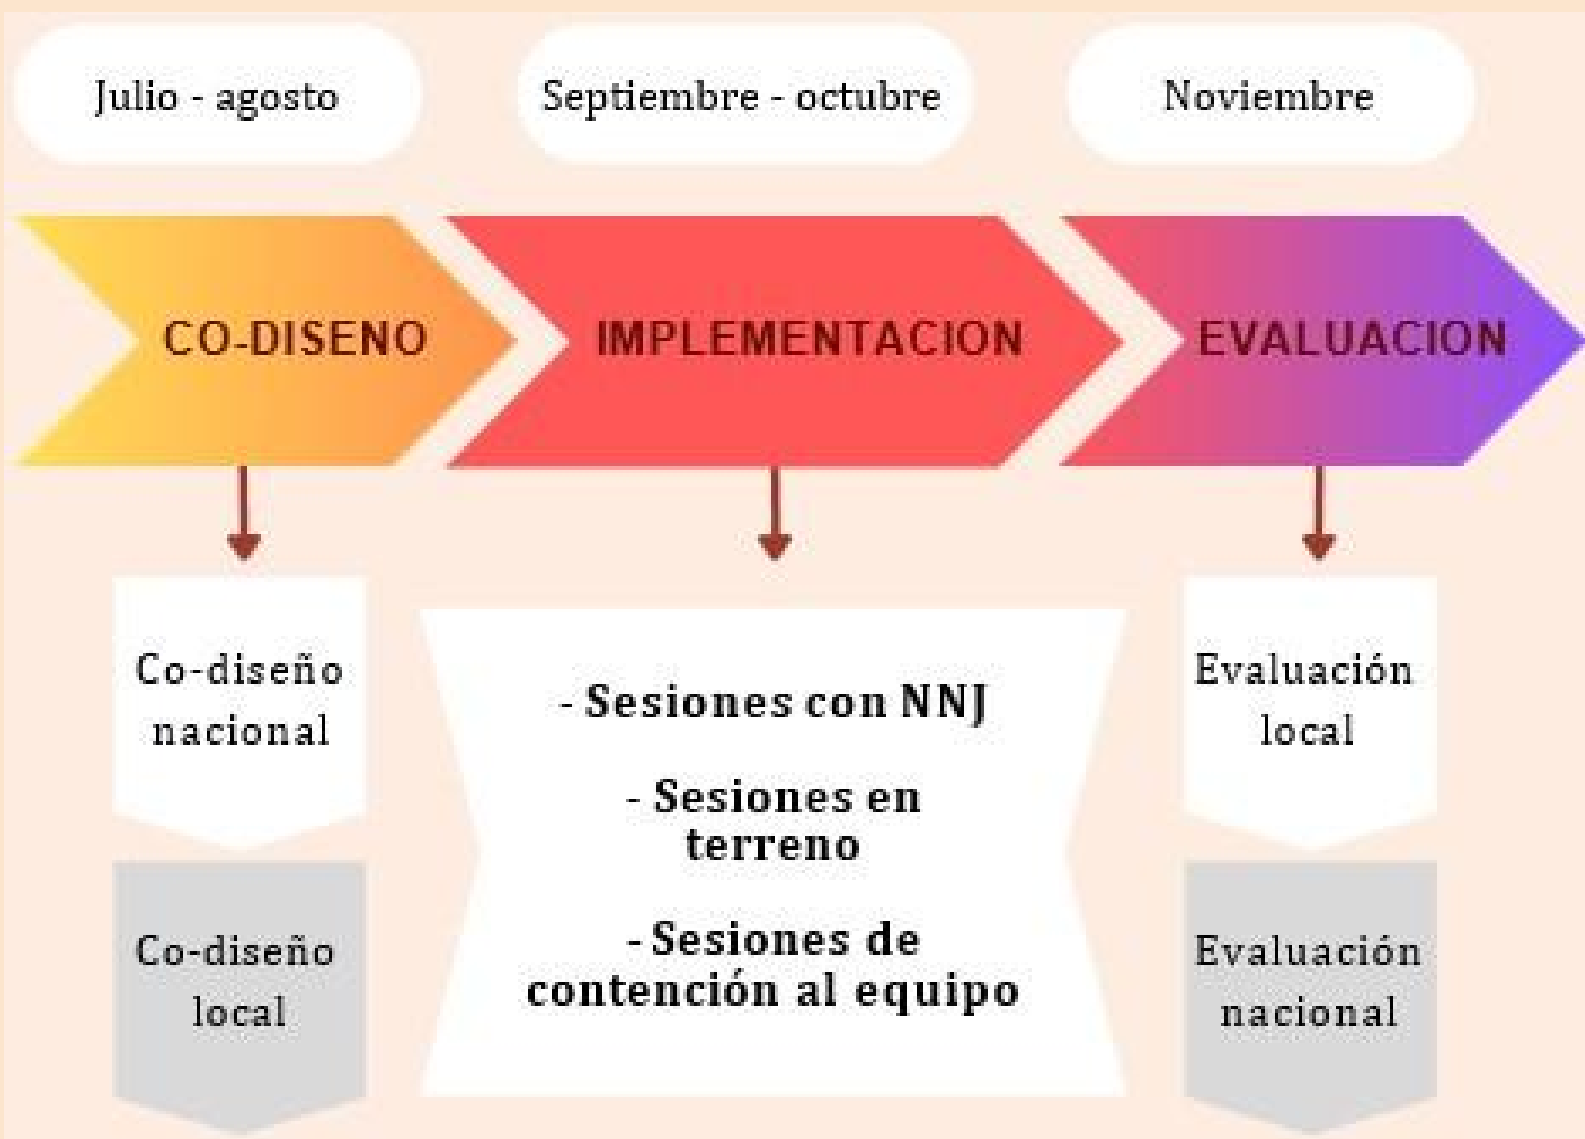 Julio - agosto
Septiembre - octubre
Noviembre
CO-DISENO
IMPLEMENTACION
EVALUACION
Co-diseño
nacional
Co-diseño
local
- Sesiones con NNJ
- Sesiones en
terreno
- Sesiones de
contención al equipo
Evaluación
local
Evaluación
nacional